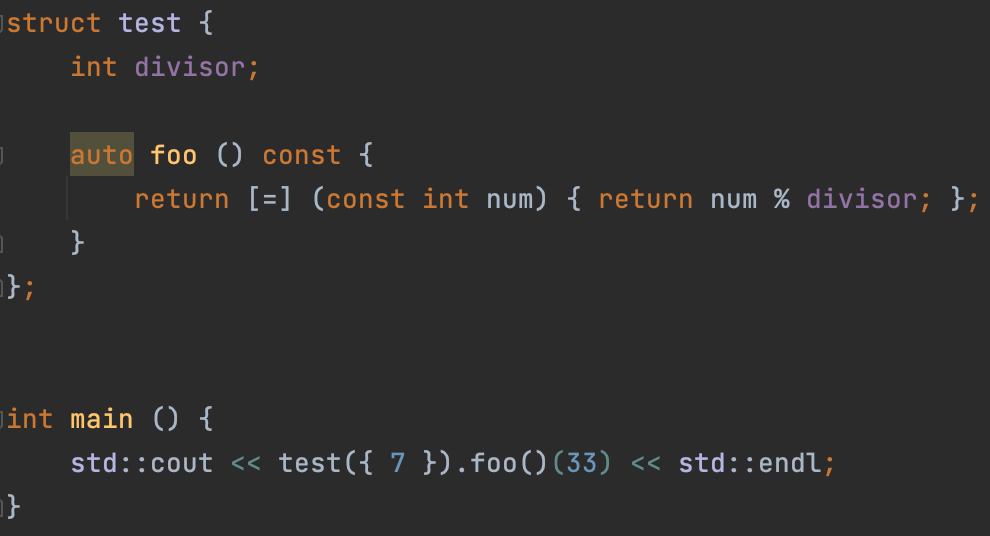 struct test {
    int divisor;
    auto foo () const {
        return [=] (const int num) { return num % divisor; };
    }
};
int main () {
    std::cout << test({ 7 }).foo()(33) << std::endl;
}